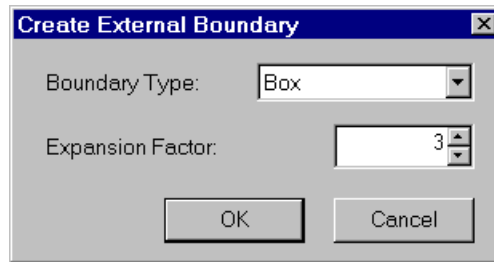 Create External Boundary
Boundary Type: Box
Expansion Factor: 3
OK Cancel